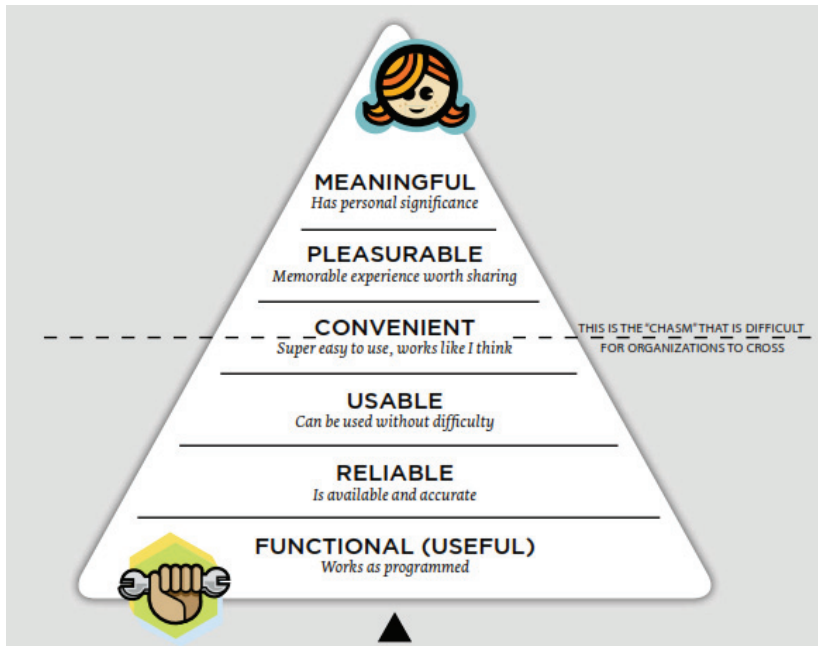 MEANINGFUL
Has personal significance
PLEASURABLE
Memorable experience worth sharing
CONVENIENT
Super easy to use, works like I think
THIS IS THE "CHASM" THAT IS DIFFICULT
FOR ORGANIZATIONS TO CROSS
USABLE
Can be used without difficulty
RELIABLE
Is available and accurate
FUNCTIONAL (USEFUL)
Works as programmed